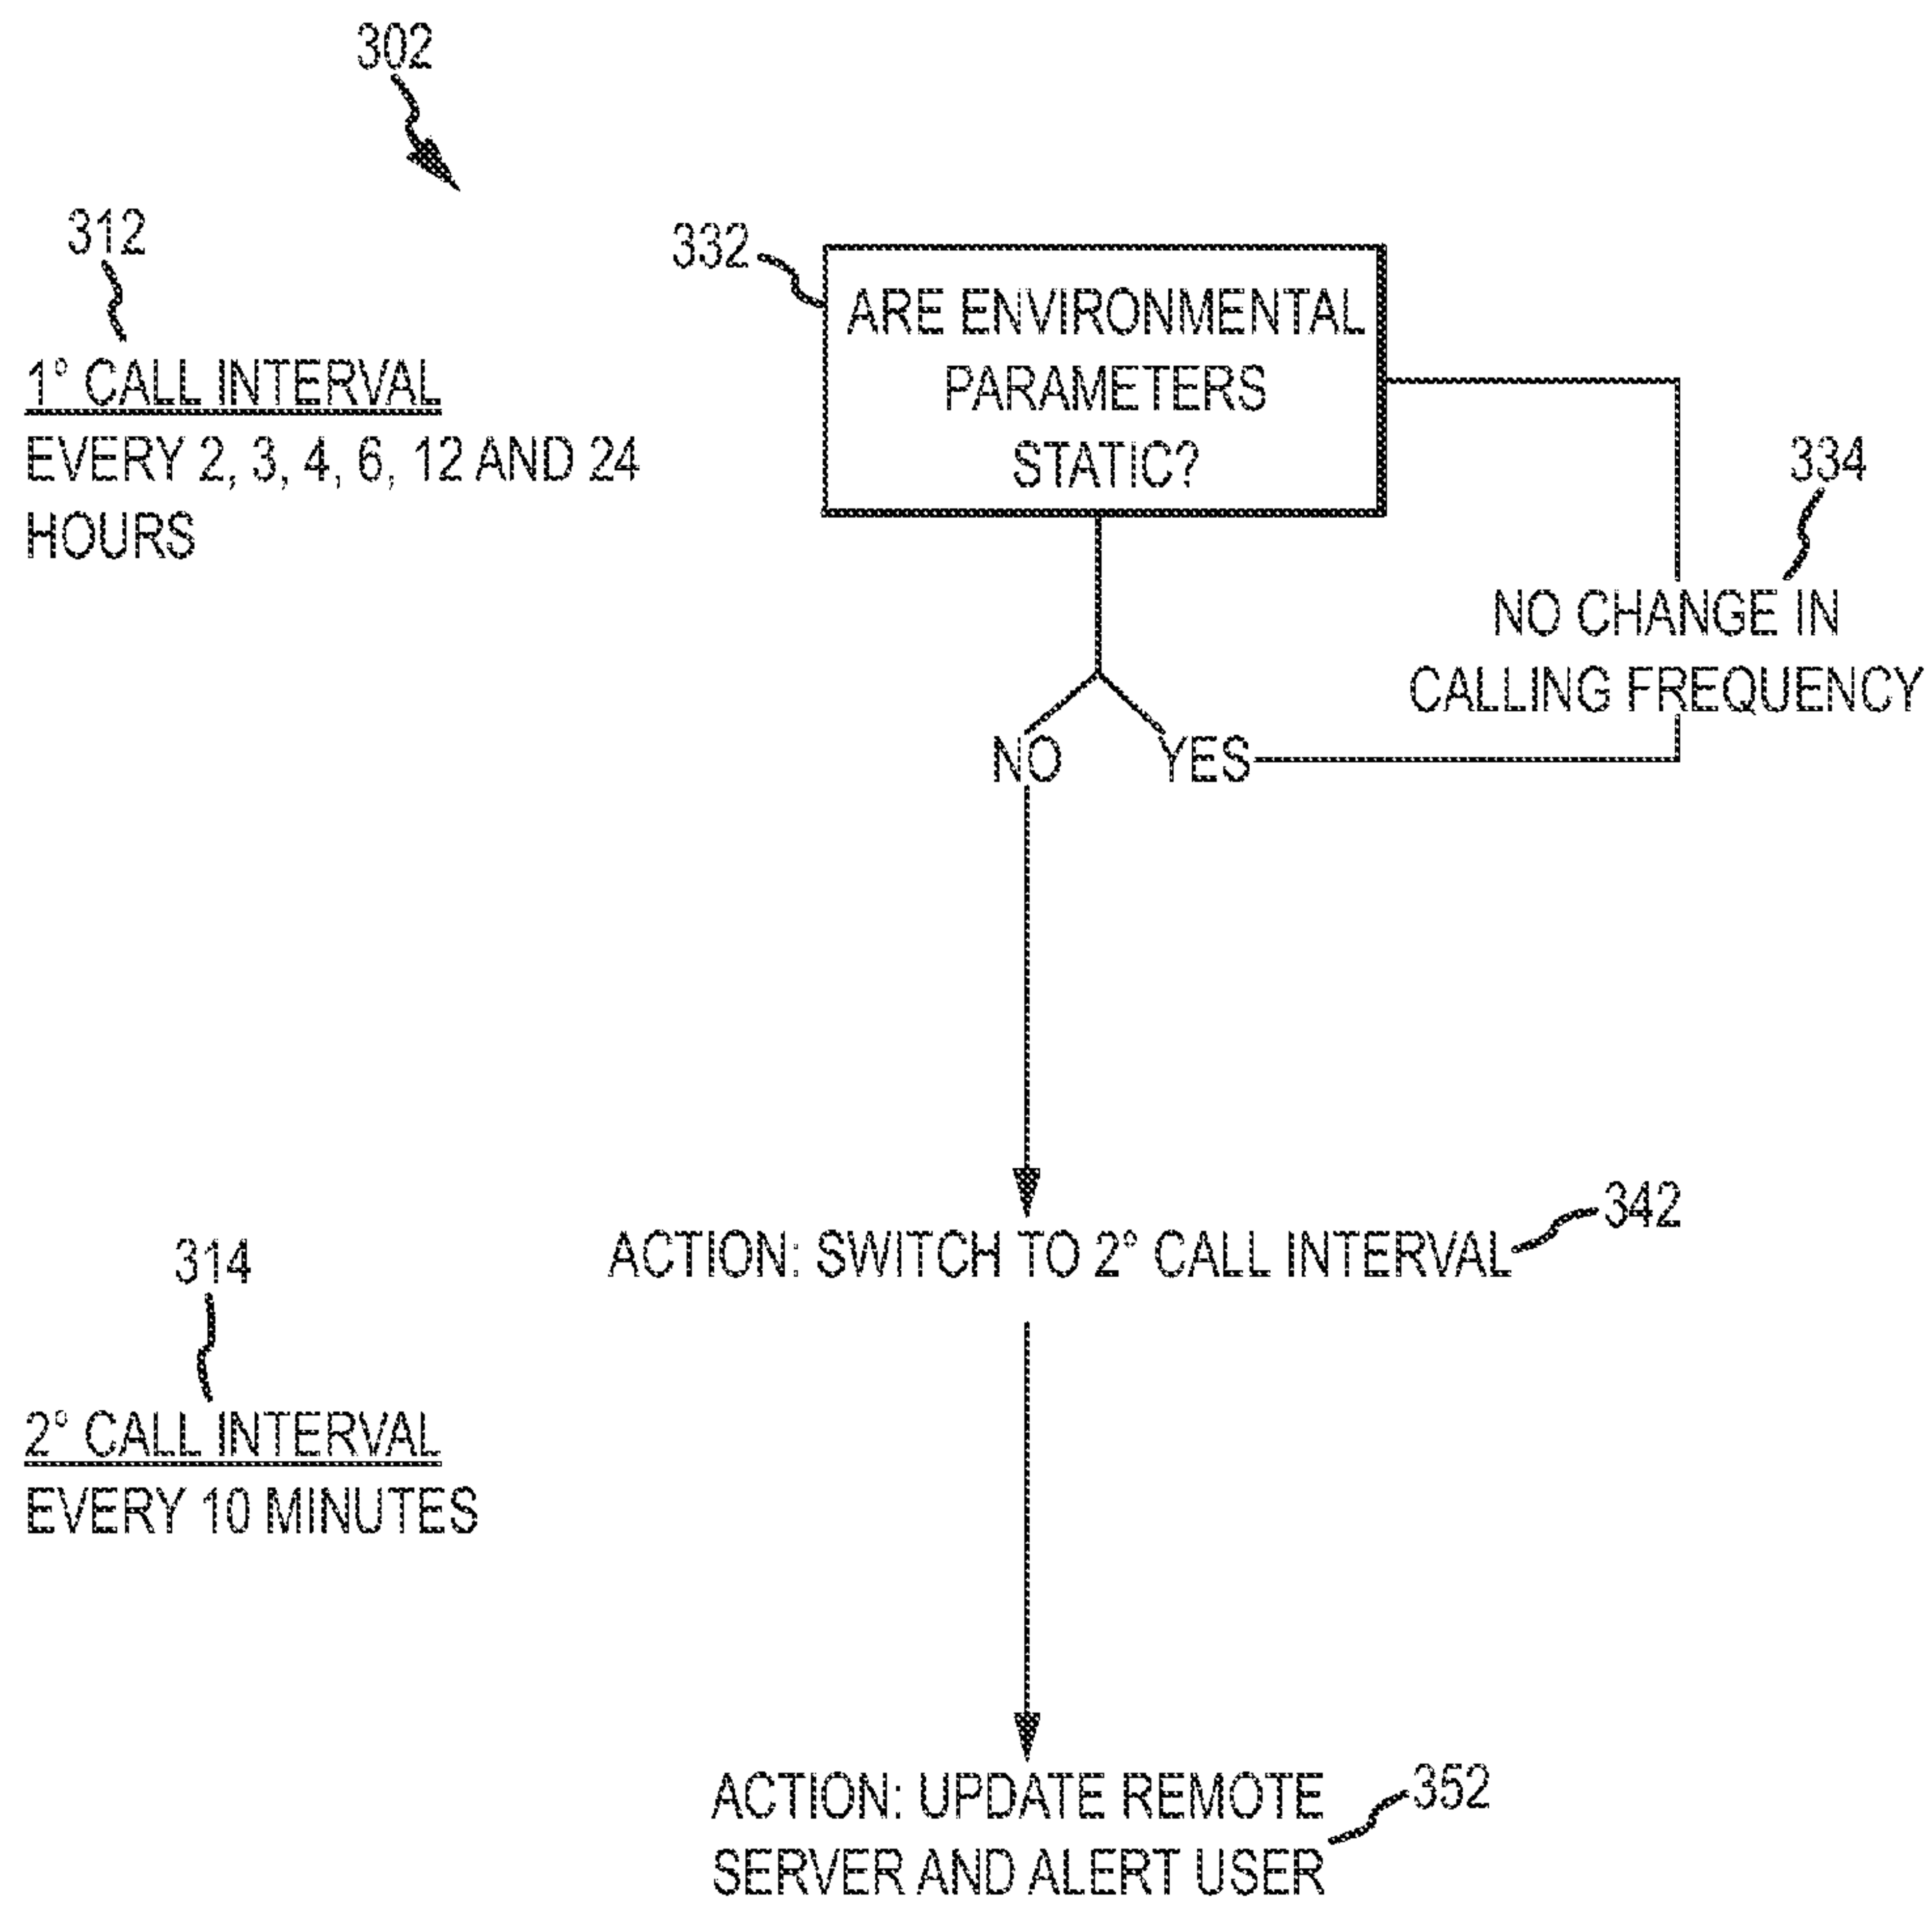 302
312
1° CALL INTERVAL
EVERY 2, 3, 4, 6, 12 AND 24
HOURS
332
ARE ENVIRONMENTAL
PARAMETERS
STATIC?
334
NO CHANGE IN
CALLING FREQUENCY
NO
YES
342
ACTION: SWITCH TO 2° CALL INTERVAL
314
2° CALL INTERVAL
EVERY 10 MINUTES
352
ACTION: UPDATE REMOTE
SERVER AND ALERT USER